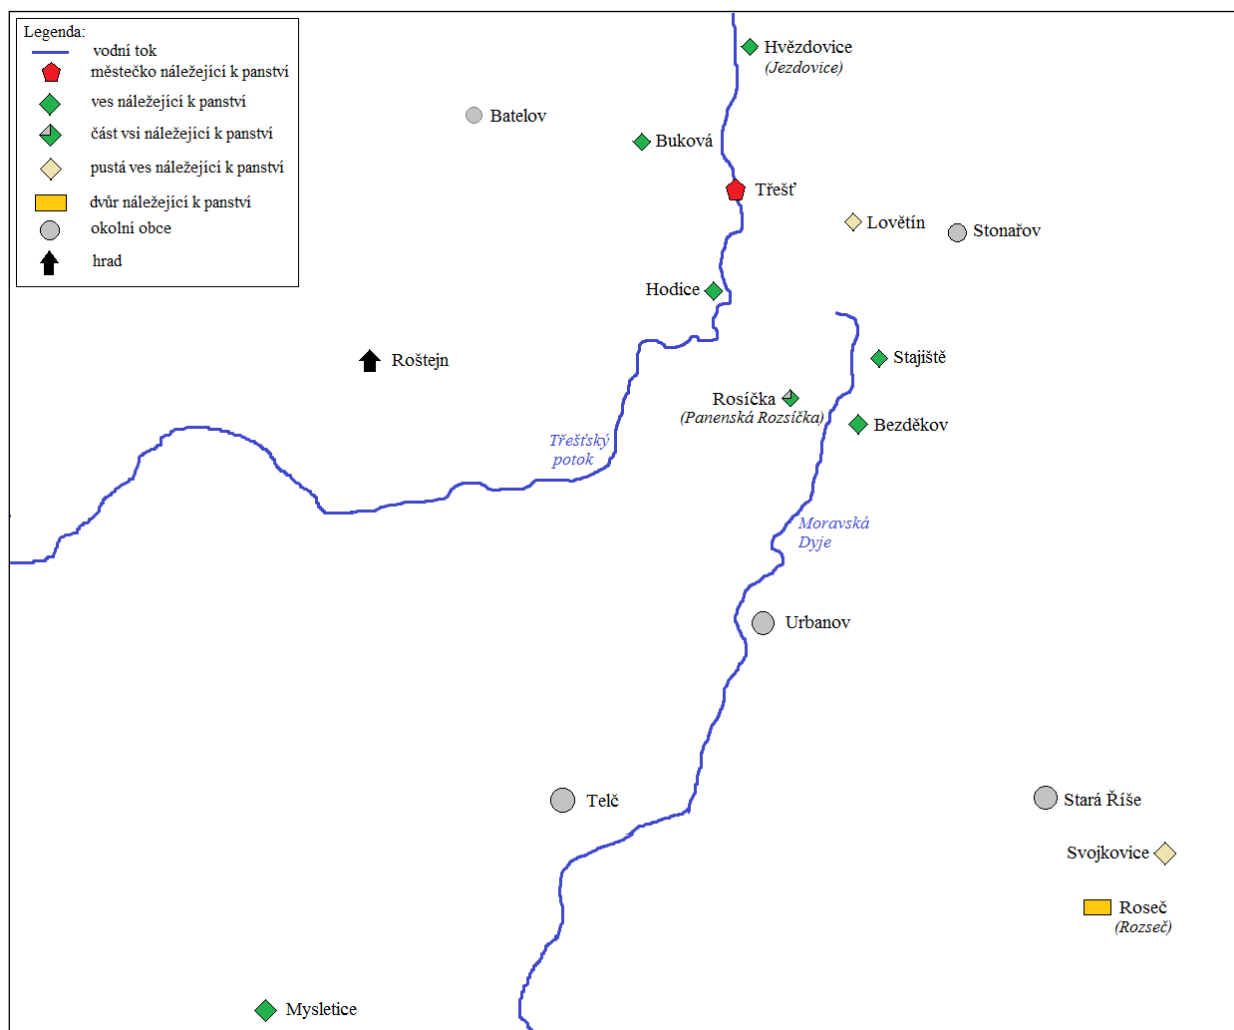 Legenda:
vodní tok
městečko náležející k panství
ves náležející k panství
část vsi náležející k panství
pustá ves náležející k panství
dvůr náležející k panství
okolní obce
hrad
Hvězdovice
(Jezdovice)
Batelov
Buková
Třešť
Lovětín
Stonařov
Hodice
Roštejn
Stajiště
Rosíčka
(Panenská Rozsíčka)
Bezděkov
Třešťský
potok
Moravská
Dyje
Urbanov
Telč
Stará Říše
Svojkovice
Roseč
(Rozseč)
Mysletice